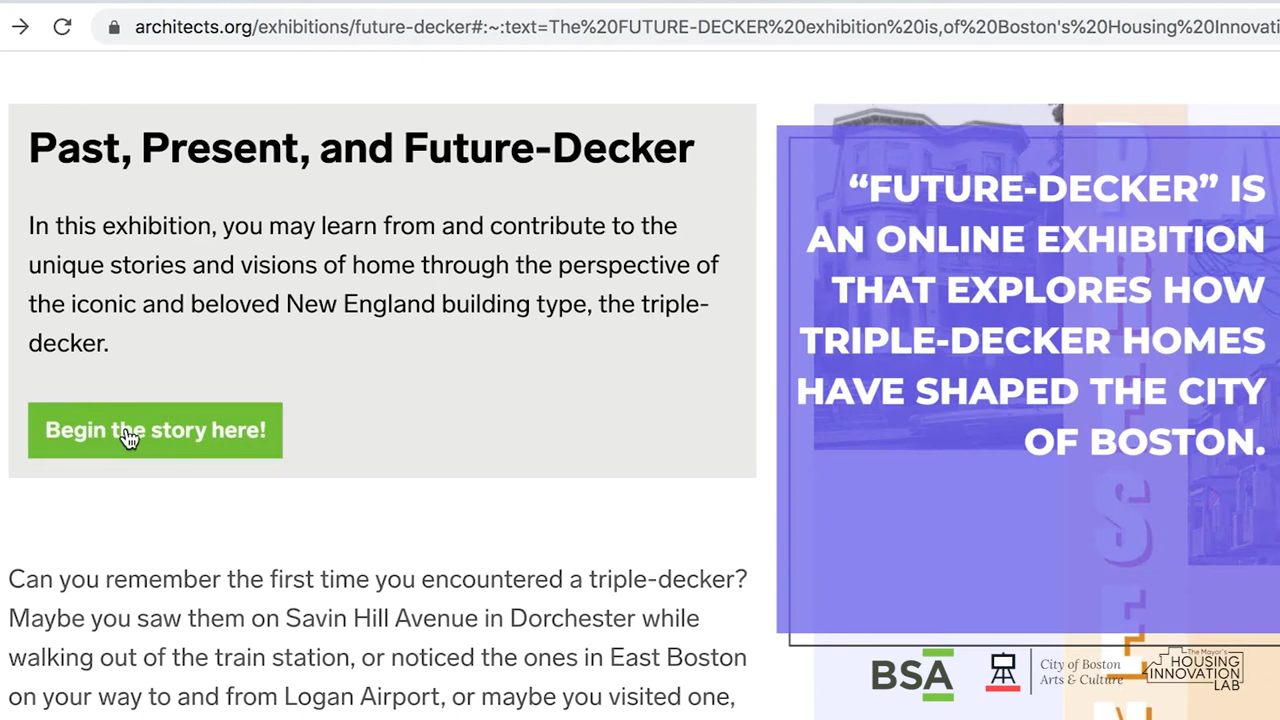 architects.org/exhibitions/future-decker#:~:text=The%20FUTURE-DECKER%20exhibition%20is,of%20Boston's%20Housing%20Innovati
Past, Present, and Future-Decker
In this exhibition, you may learn from and contribute to the
unique stories and visions of home through the perspective of
the iconic and beloved New England building type, the triple-
decker.
Begin the story here!
Can you remember the first time you encountered a triple-decker?
Maybe you saw them on Savin Hill Avenue in Dorchester while
walking out of the train station, or noticed the ones in East Boston
on your way to and from Logan Airport, or maybe you visited one,
“FUTURE-DECKER” IS
AN ONLINE EXHIBITION
THAT EXPLORES HOW
TRIPLE-DECKER HOMES
HAVE SHAPED THE CITY
OF BOSTON.
BSA
City of Boston
Arts & Culture
The Mayor's
HOUSING
INNOVATION
LAB